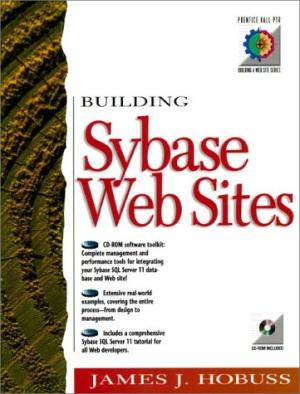 PRENTICE HALL PTR
BUILDING A WEB SITE SERIES
BUILDING
Sybase
Web Sites
CD-ROM software toolkit:
Complete management and
performance tools for integrating
your Sybase SQL Server 11 data-
base and Web site!
Extensive real-world
examples, covering the entire
process—from design to
management.
Includes a comprehensive
Sybase SQL Server 11 tutorial for
all Web developers.
CD-ROM INCLUDED
JAMES J. HOBUSS